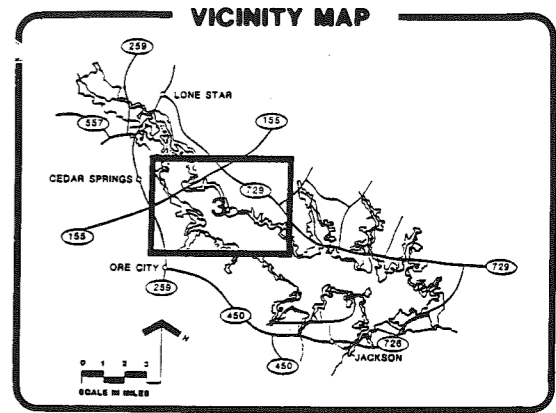 VICINITY MAP
259
LONE STAR
557
155
CEDAR SPRINGS
729
155
ORE CITY
259
729
450
726
450
JACKSON
N
0 1 2 3
SCALE IN MILES